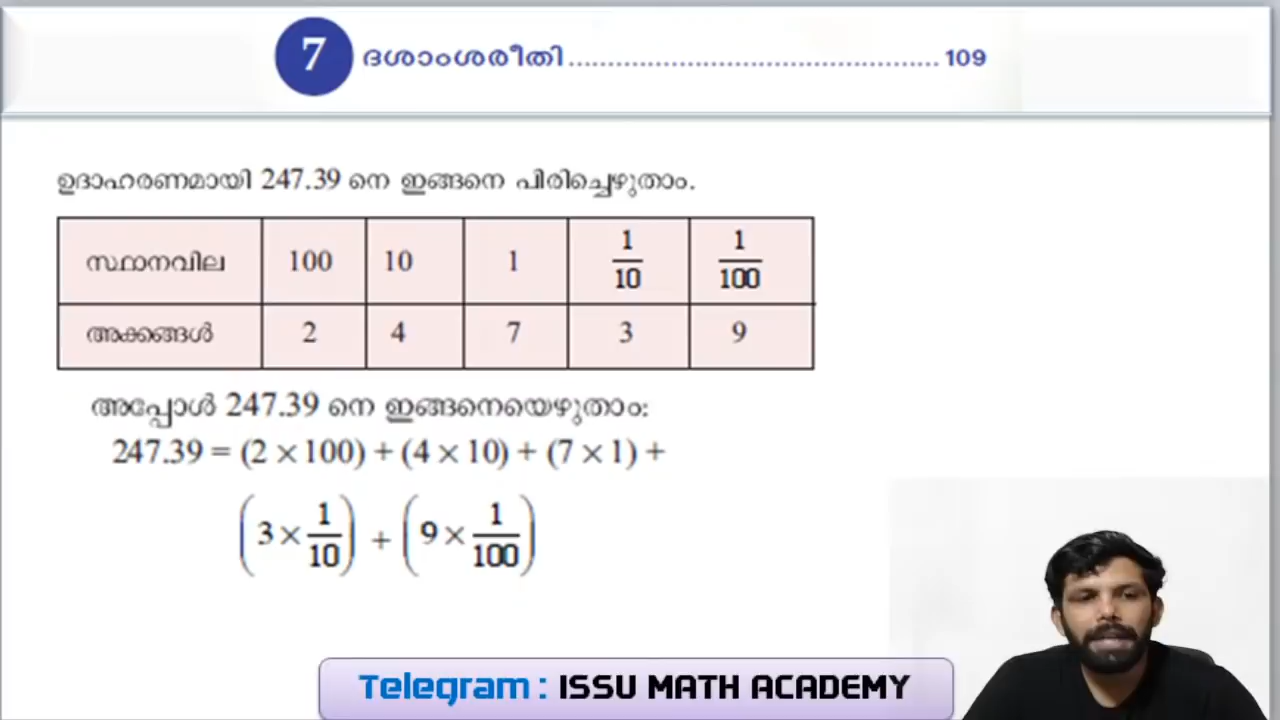 7 ദശാംശരീതി ........................................... 109
ഉദാഹരണമായി 247.39 നെ ഇങ്ങനെ പിരിച്ചെഴുതാം.
സ്ഥാനവില 100 10 1 1/10 1/100
അക്കങ്ങൾ 2 4 7 3 9
അപ്പോൾ 247.39 നെ ഇങ്ങനെയെഴുതാം:
247.39 = (2 × 100) + (4 × 10) + (7 × 1) +
(3 × 1/10) + (9 × 1/100)
Telegram : ISSU MATH ACADEMY